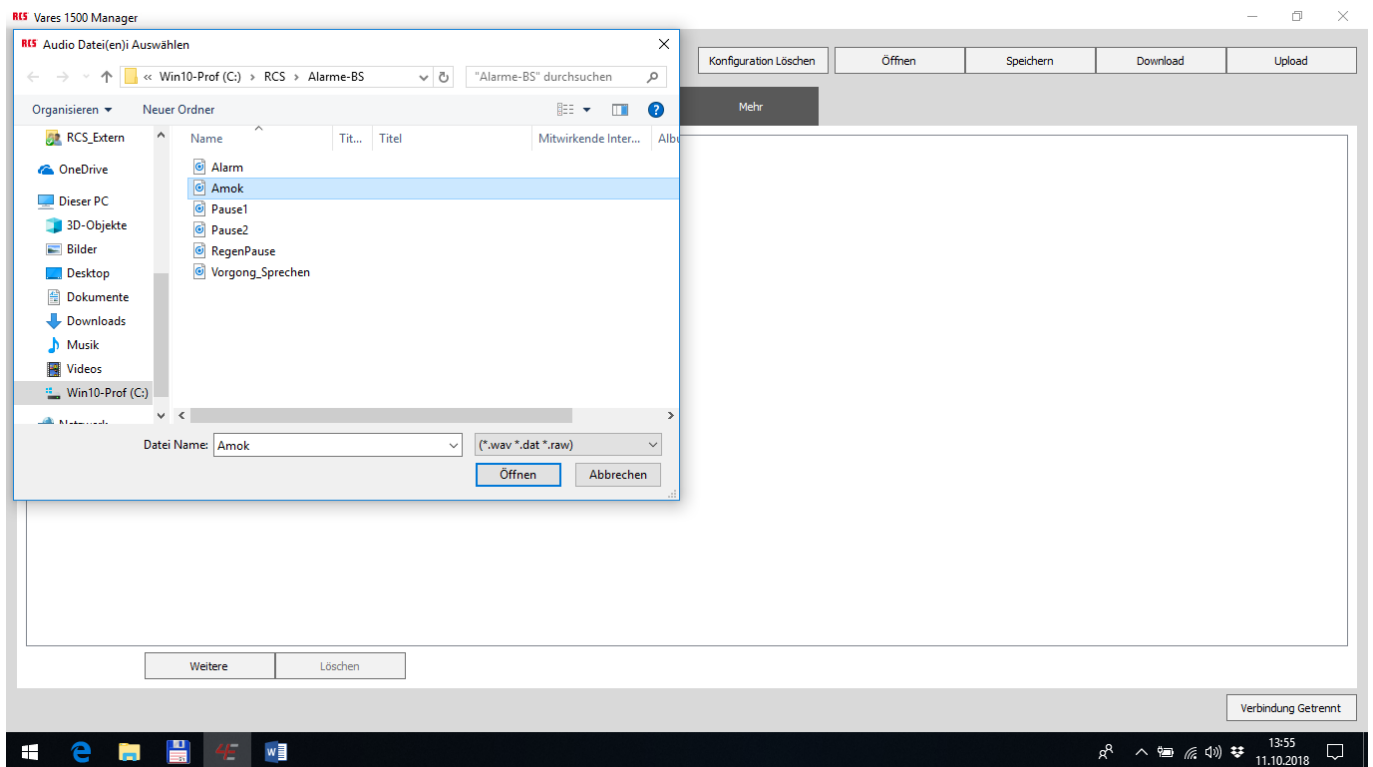 RCS Vares 1500 Manager
RCS Audio Datei(en)i Auswählen
Konfiguration Löschen Öffnen Speichern Download Upload
« Win10-Prof (C:) › RCS › Alarme-BS "Alarme-BS" durchsuchen
Organisieren Neuer Ordner
Mehr
Name Tit... Titel Mitwirkende Inter... Albu
RCS_Extern
OneDrive
Dieser PC
3D-Objekte
Bilder
Desktop
Dokumente
Downloads
Musik
Videos
Win10-Prof (C:)
Alarm
Amok
Pause1
Pause2
RegenPause
Vorgong_Sprechen
Datei Name: Amok (*.wav *.dat *.raw)
Öffnen Abbrechen
Weitere Löschen
Verbindung Getrennt
13:55
11.10.2018